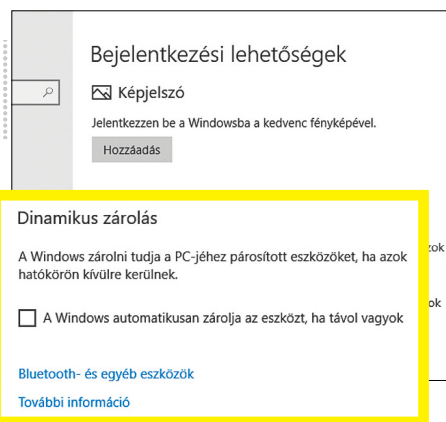 Bejelentkezési lehetőségek
Képjelszó
Jelentkezzen be a Windowsba a kedvenc fényképével.
Hozzáadás
Dinamikus zárolás
A Windows zárolni tudja a PC-jéhez párosított eszközöket, ha azok
hatókörön kívülre kerülnek.
A Windows automatikusan zárolja az eszközt, ha távol vagyok
Bluetooth- és egyéb eszközök
További információ